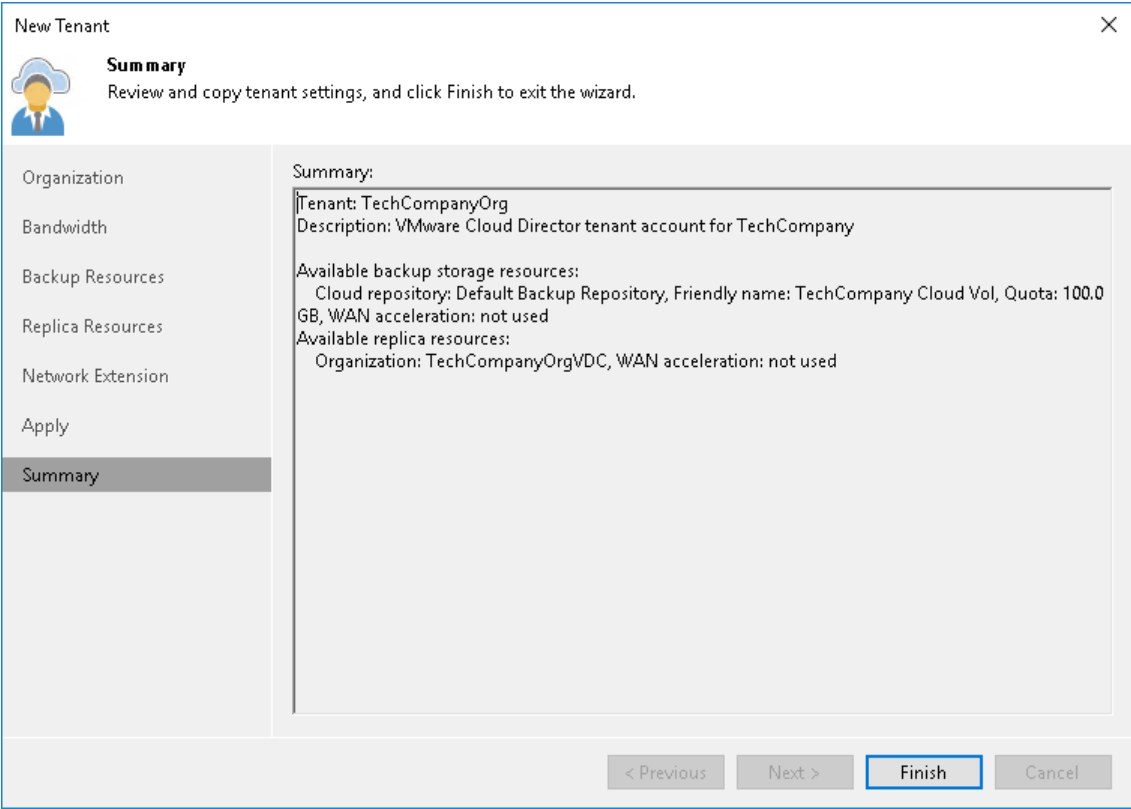 New Tenant
Summary
Review and copy tenant settings, and click Finish to exit the wizard.
Organization
Bandwidth
Backup Resources
Replica Resources
Network Extension
Apply
Summary
Summary:
Tenant: TechCompanyOrg
Description: VMware Cloud Director tenant account for TechCompany
Available backup storage resources:
Cloud repository: Default Backup Repository, Friendly name: TechCompany Cloud Vol, Quota: 100.0
GB, WAN acceleration: not used
Available replica resources:
Organization: TechCompanyOrgVDC, WAN acceleration: not used
< Previous
Next >
Finish
Cancel